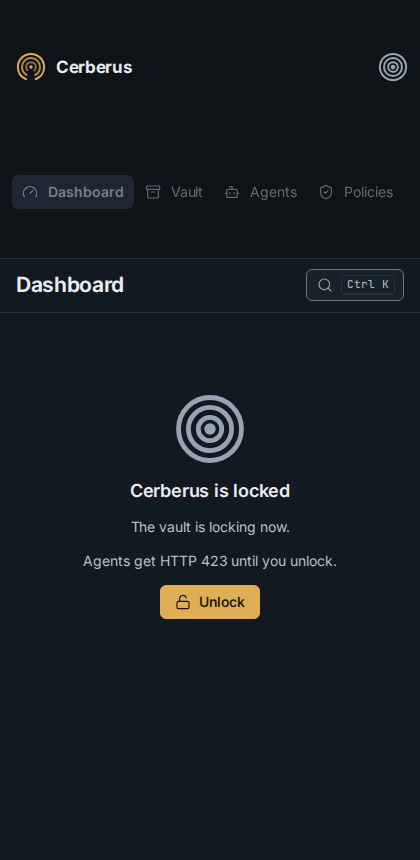 Cerberus
Dashboard
Vault
Agents
Policies
Dashboard
Ctrl K
Cerberus is locked
The vault is locking now.
Agents get HTTP 423 until you unlock.
Unlock